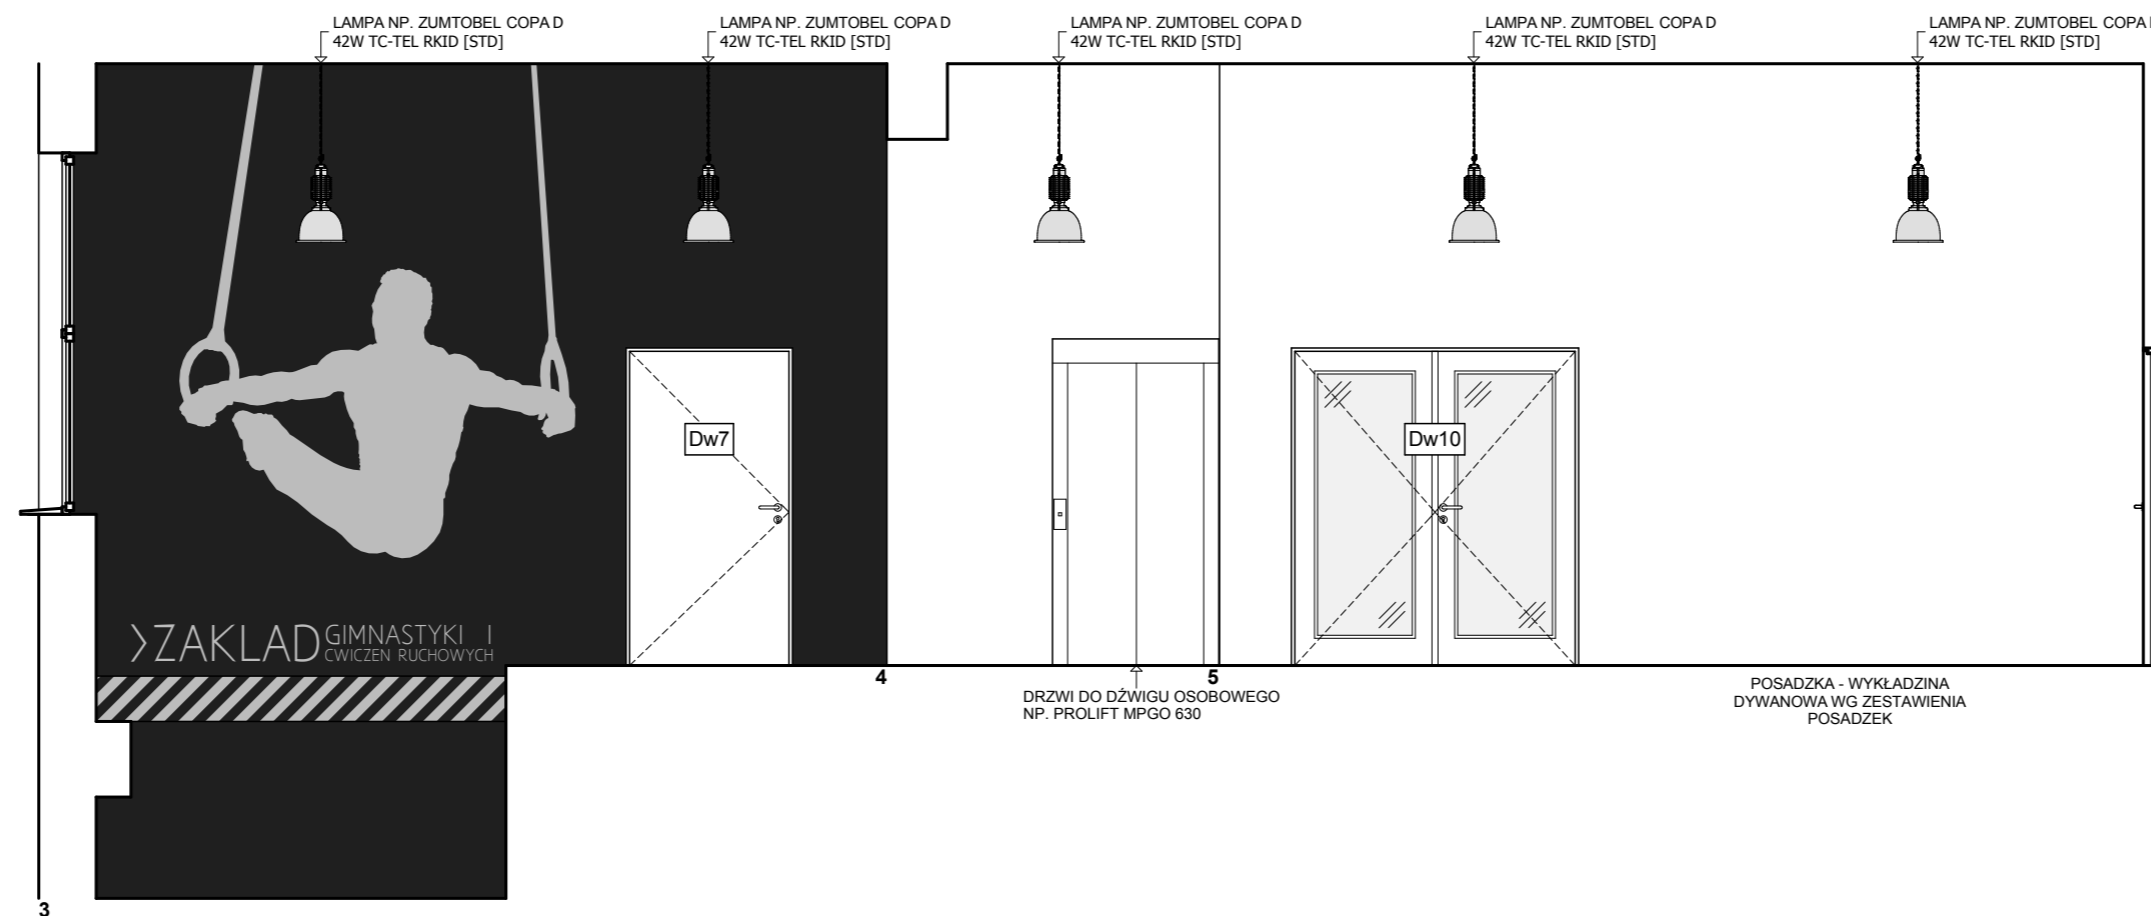 LAMPA NP. ZUMTOBEL COPA D
42W TC-TEL RKID [STD]
LAMPA NP. ZUMTOBEL COPA D
42W TC-TEL RKID [STD]
LAMPA NP. ZUMTOBEL COPA D
42W TC-TEL RKID [STD]
LAMPA NP. ZUMTOBEL COPA D
42W TC-TEL RKID [STD]
LAMPA NP. ZUMTOBEL COPA D
42W TC-TEL RKID [STD]
Dw7
Dw10
>ZAKLAD GIMNASTYKI I
CWICZEN RUCHOWYCH
4
5
DRZWI DO DŹWIGU OSOBOWEGO
NP. PROLIFT MPGO 630
POSADZKA - WYKŁADZINA
DYWANOWA WG ZESTAWIENIA
POSADZEK
3